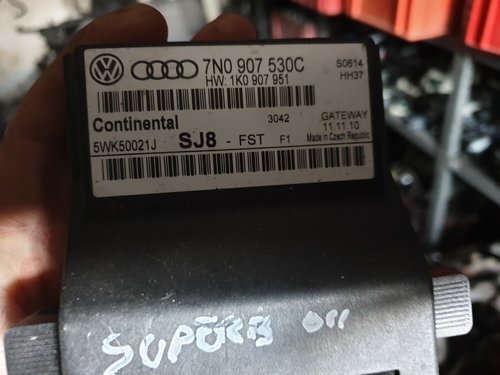 7N0 907 530C
S0614
HW: 1K0 907 951
HH37
Continental
3042
GATEWAY
5WK50021J
SJ8 - FST F1
11.11.10
Made in Czech Republic
SUPERB 011